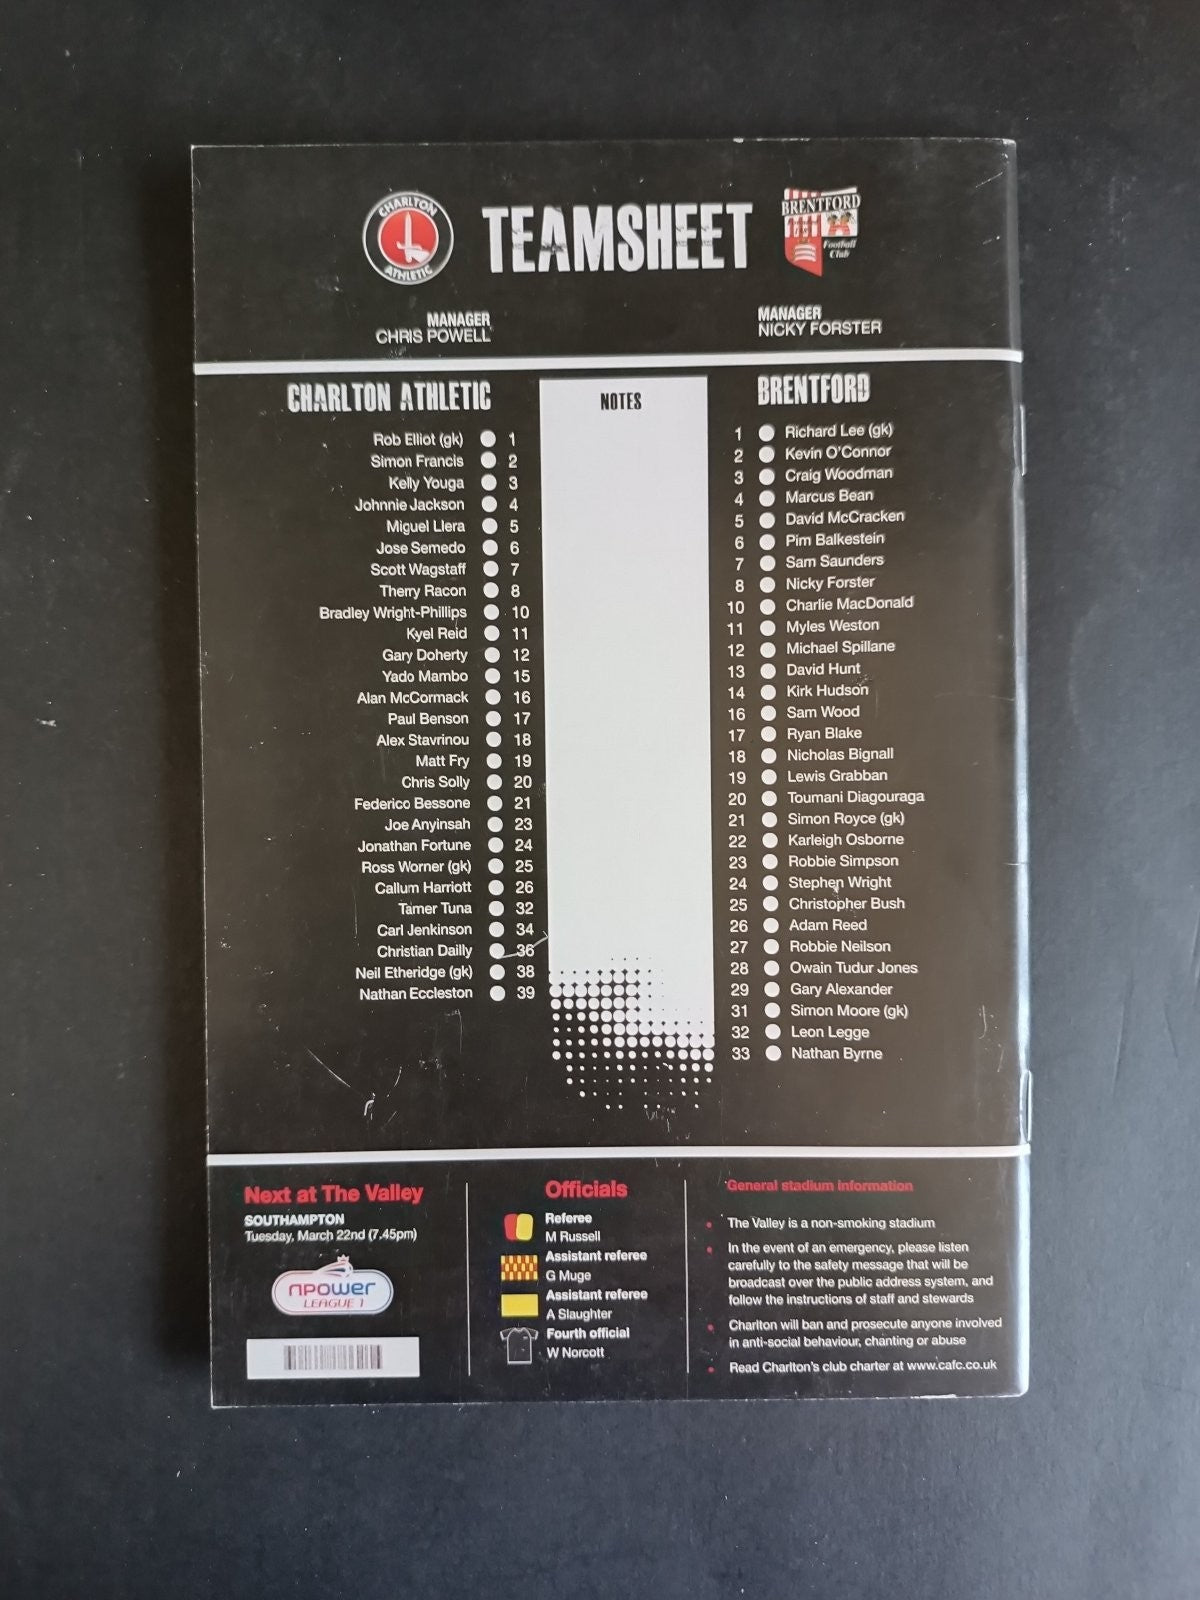 CHARLTON
ATHLETIC
TEAMSHEET
BRENTFORD
Football
Club
MANAGER
CHRIS POWELL
MANAGER
NICKY FORSTER
CHARLTON ATHLETIC
Rob Elliot (gk) 1
Simon Francis 2
Kelly Youga 3
Johnnie Jackson 4
Miguel Llera 5
Jose Semedo 6
Scott Wagstaff 7
Therry Racon 8
Bradley Wright-Phillips 10
Kyel Reid 11
Gary Doherty 12
Yado Mambo 15
Alan McCormack 16
Paul Benson 17
Alex Stavrinou 18
Matt Fry 19
Chris Solly 20
Federico Bessone 21
Joe Anyinsah 23
Jonathan Fortune 24
Ross Worner (gk) 25
Callum Harriott 26
Tamer Tuna 32
Carl Jenkinson 34
Christian Dailly 36
Neil Etheridge (gk) 38
Nathan Eccleston 39
NOTES
BRENTFORD
1 Richard Lee (gk)
2 Kevin O'Connor
3 Craig Woodman
4 Marcus Bean
5 David McCracken
6 Pim Balkestein
7 Sam Saunders
8 Nicky Forster
10 Charlie MacDonald
11 Myles Weston
12 Michael Spillane
13 David Hunt
14 Kirk Hudson
16 Sam Wood
17 Ryan Blake
18 Nicholas Bignall
19 Lewis Grabban
20 Toumani Diagouraga
21 Simon Royce (gk)
22 Karleigh Osborne
23 Robbie Simpson
24 Stephen Wright
25 Christopher Bush
26 Adam Reed
27 Robbie Neilson
28 Owain Tudur Jones
29 Gary Alexander
31 Simon Moore (gk)
32 Leon Legge
33 Nathan Byrne
Next at The Valley
SOUTHAMPTON
Tuesday, March 22nd (7.45pm)
npower
LEAGUE 1
Officials
Referee
M Russell
Assistant referee
G Muge
Assistant referee
A Slaughter
Fourth official
W Norcott
General stadium information
• The Valley is a non-smoking stadium
• In the event of an emergency, please listen
carefully to the safety message that will be
broadcast over the public address system, and
follow the instructions of staff and stewards
• Charlton will ban and prosecute anyone involved
in anti-social behaviour, chanting or abuse
• Read Charlton's club charter at www.cafc.co.uk